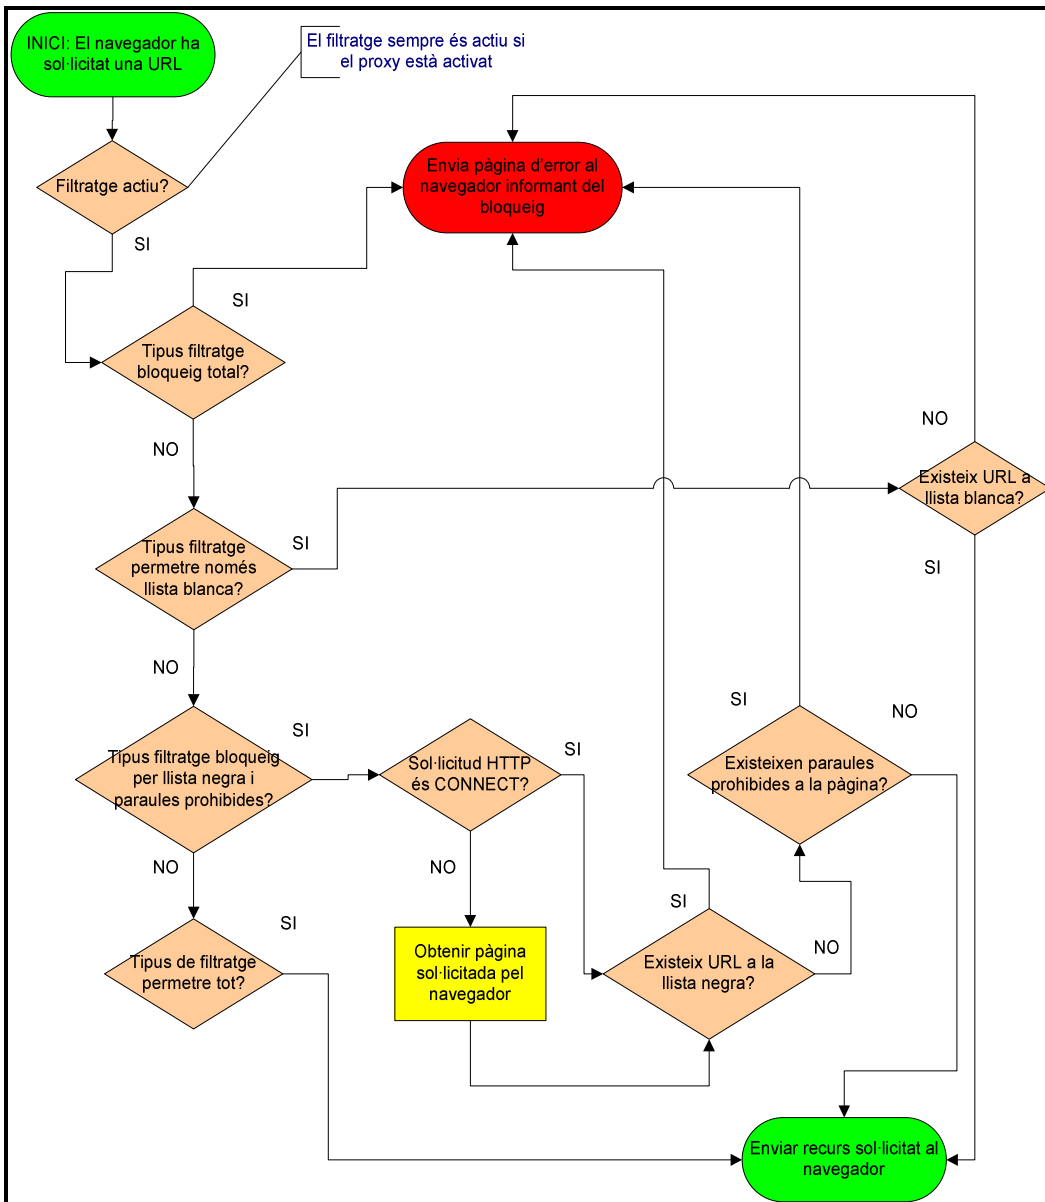 INICI: El navegador ha
sol·licitat una URL
El filtratge sempre és actiu si
el proxy està activat
Filtratge actiu?
SI
Envia pàgina d'error al
navegador informant del
bloqueig
SI
Tipus filtratge
bloqueig total?
NO
NO
Existeix URL a
llista blanca?
SI
Tipus filtratge
permetre només
llista blanca?
SI
NO
Tipus filtratge bloqueig
per llista negra i
paraules prohibides?
SI
Sol·licitud HTTP
és CONNECT?
SI
SI
NO
Existeixen paraules
prohibides a la pàgina?
NO
NO
SI
Tipus de filtratge
permetre tot?
SI
Obtenir pàgina
sol·licitada pel
navegador
Existeix URL a la
llista negra?
NO
Enviar recurs sol·licitat al
navegador